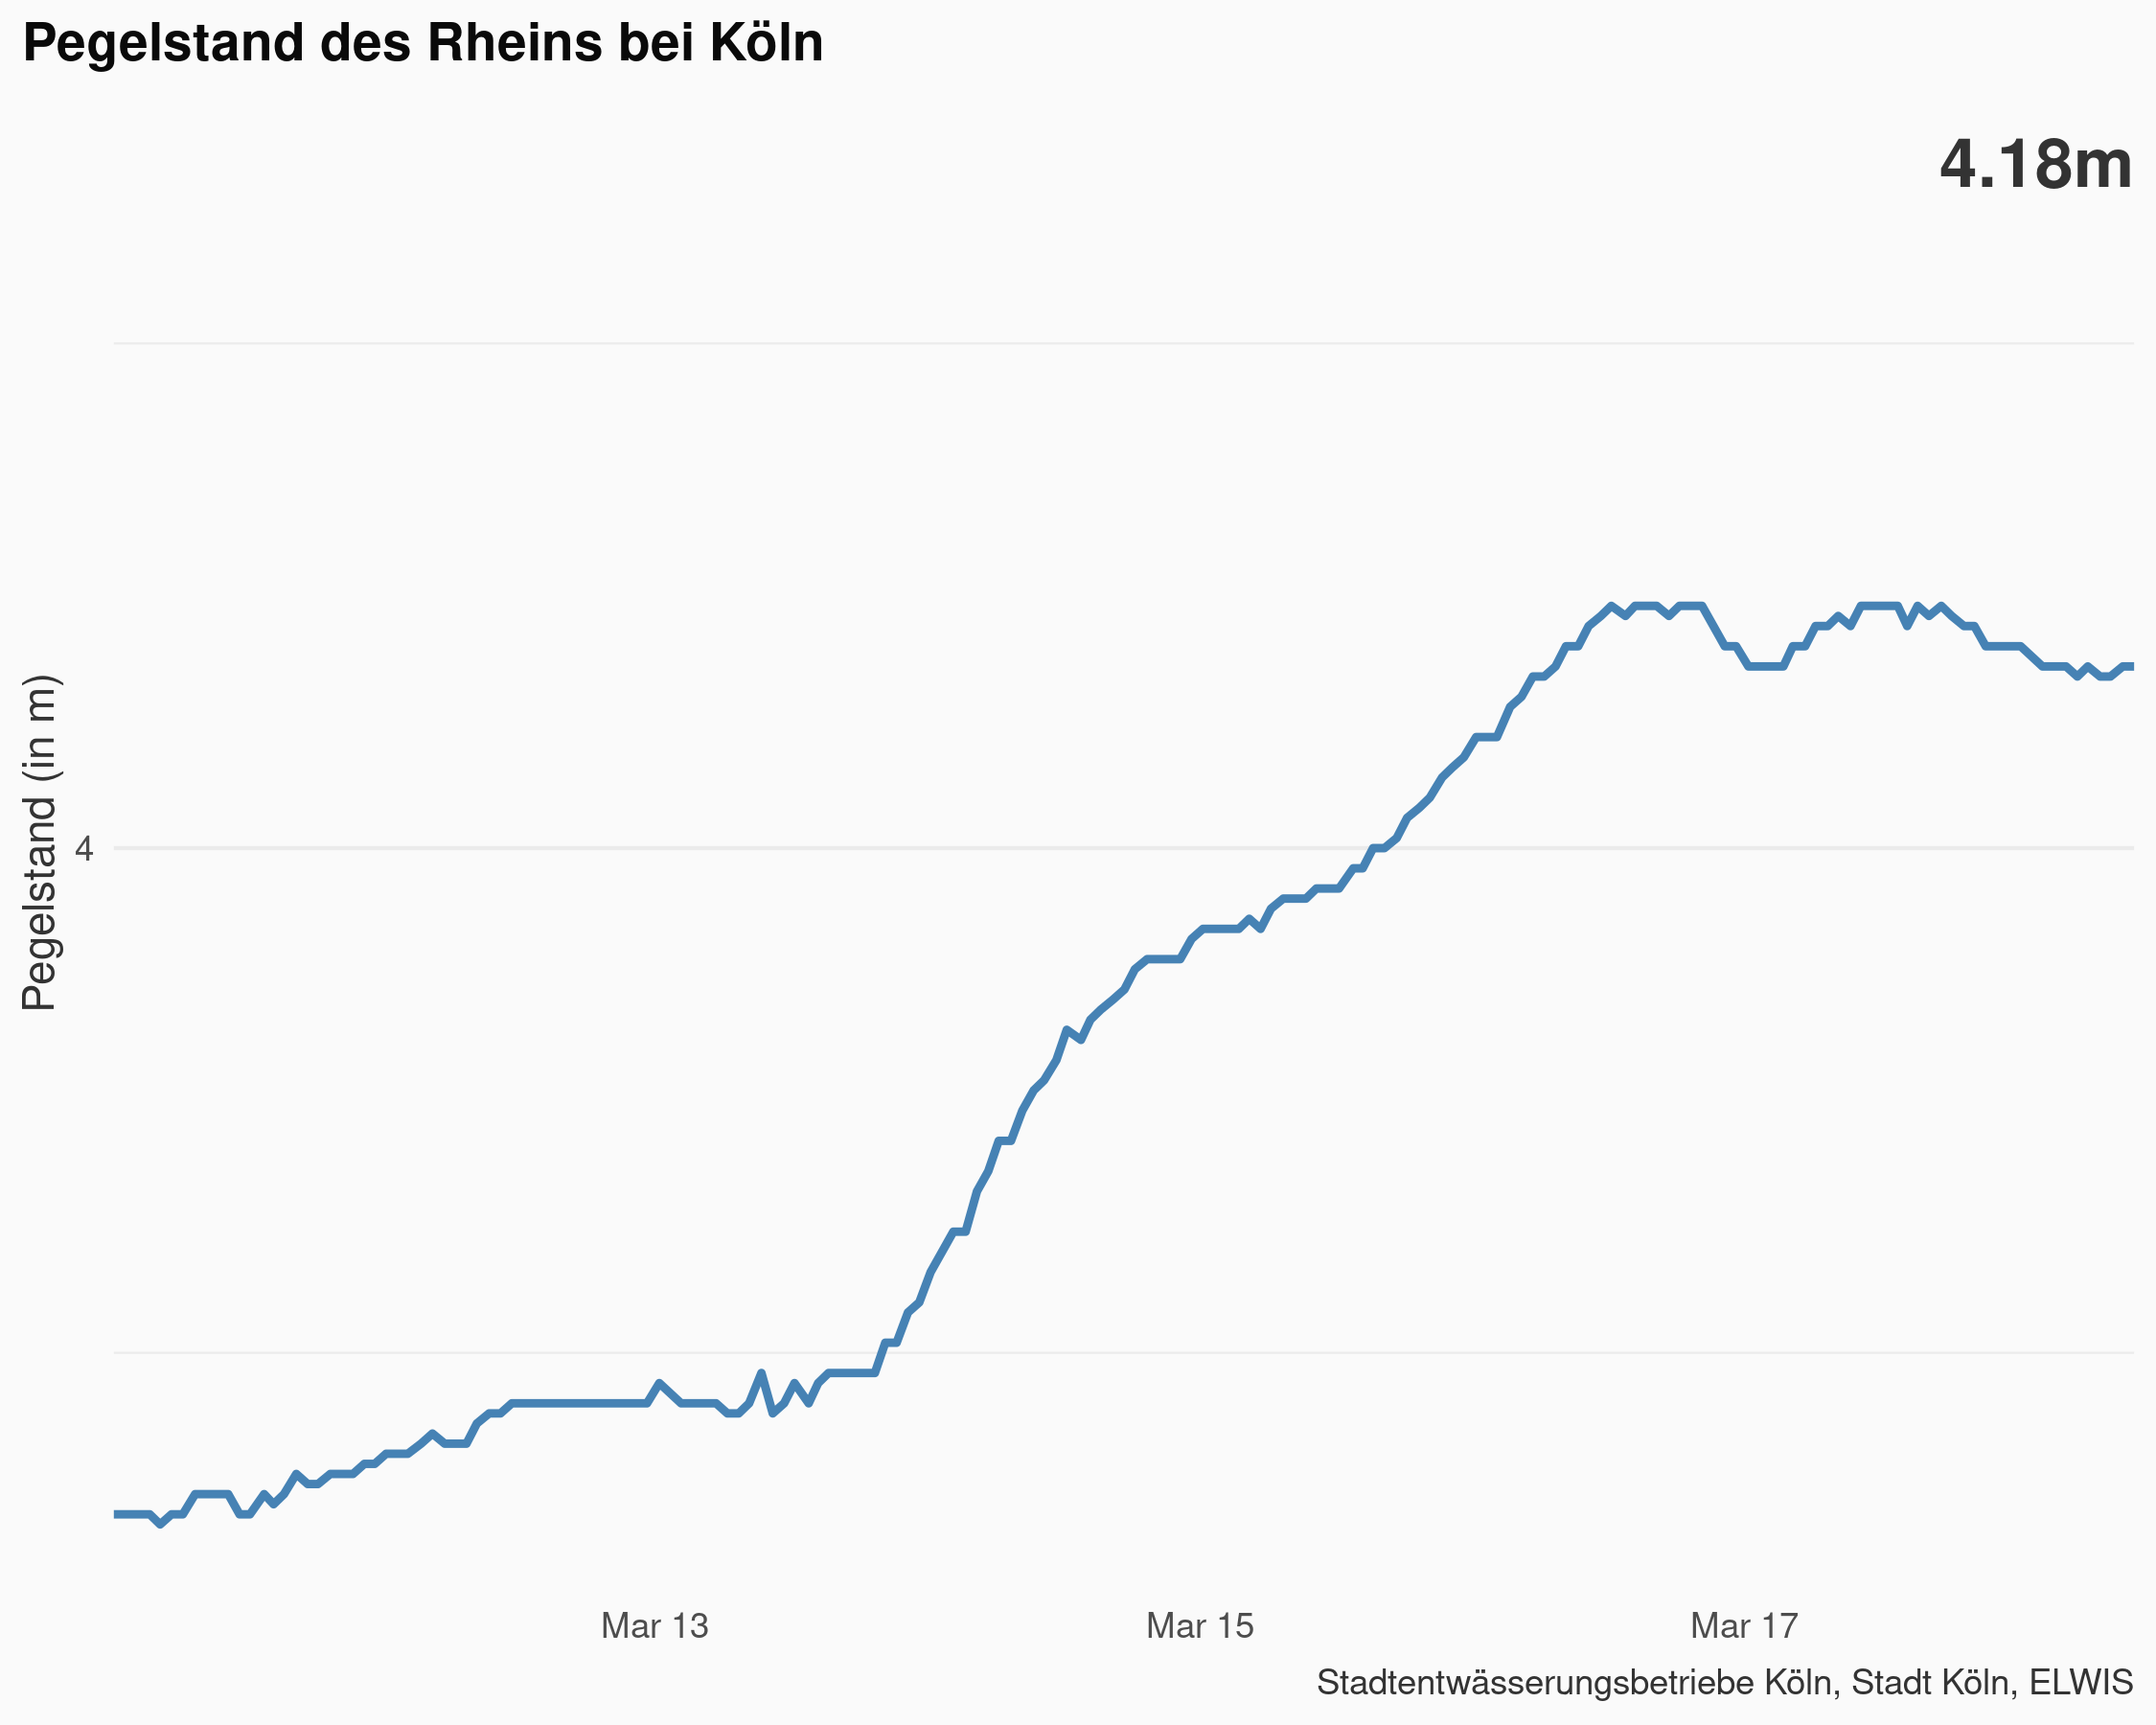 Pegelstand des Rheins bei Köln
4.18m
Pegelstand (in m)
4
Mar 13
Mar 15
Mar 17
Stadtentwässerungsbetriebe Köln, Stadt Köln, ELWIS